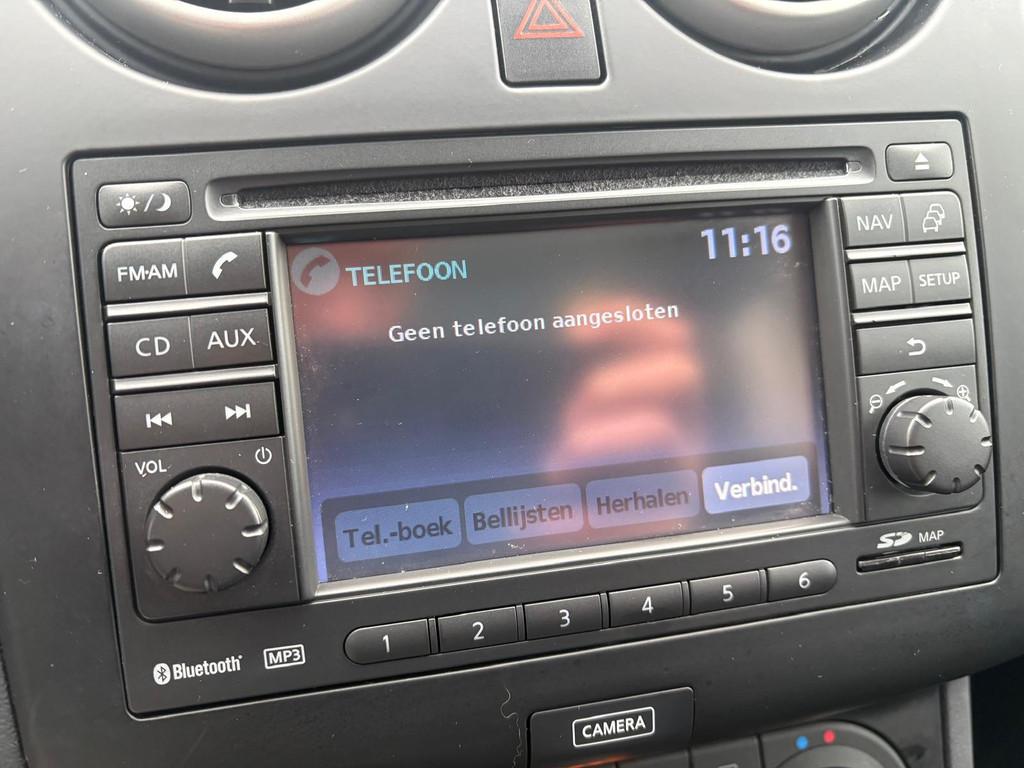 FM·AM
CD
AUX
VOL
TELEFOON
11:16
Geen telefoon aangesloten
Tel.-boek
Bellijsten
Herhalen
Verbind.
NAV
MAP
SETUP
SD MAP
1
2
3
4
5
6
Bluetooth
MP3
CAMERA